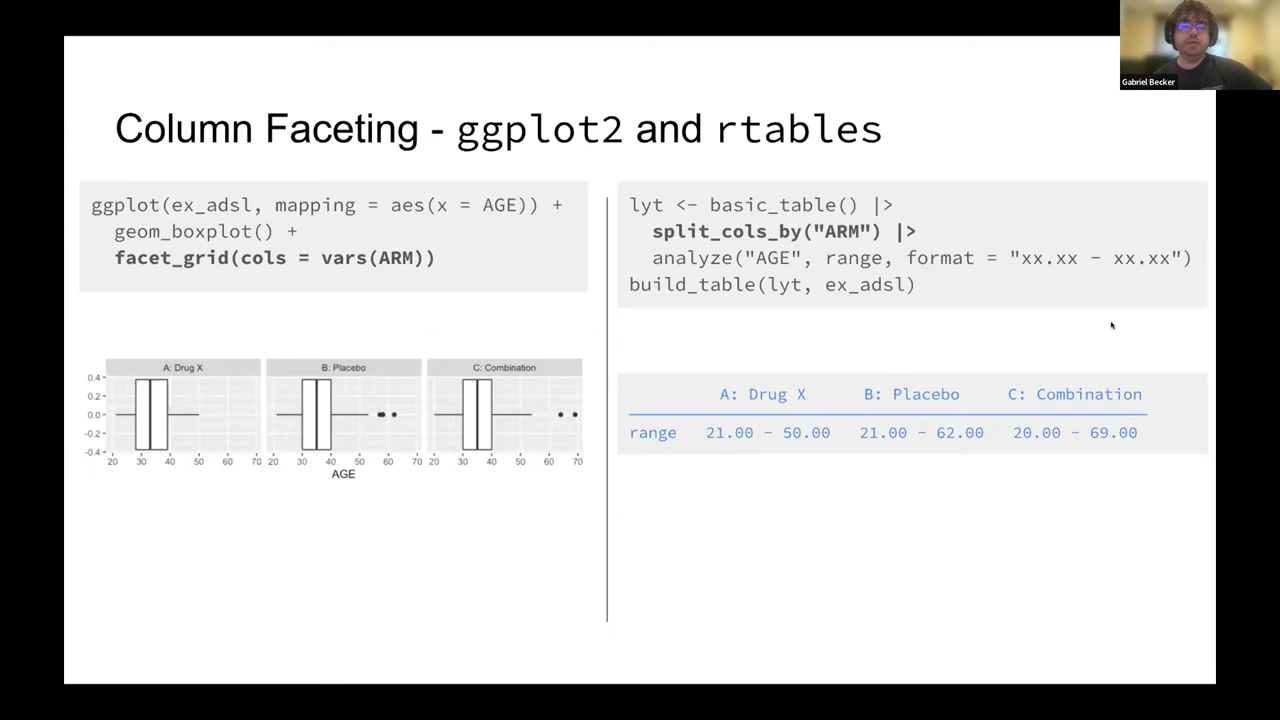 Gabriel Becker
Column Faceting - ggplot2 and rtables
ggplot(ex_adsl, mapping = aes(x = AGE)) +
geom_boxplot() +
facet_grid(cols = vars(ARM))
A: Drug X B: Placebo C: Combination
0.4
0.2
0.0
-0.2
-0.4
20 30 40 50 60 70 20 30 40 50 60 70 20 30 40 50 60 70
AGE
lyt <- basic_table() |>
split_cols_by("ARM") |>
analyze("AGE", range, format = "xx.xx - xx.xx")
build_table(lyt, ex_adsl)
A: Drug X B: Placebo C: Combination
range 21.00 - 50.00 21.00 - 62.00 20.00 - 69.00